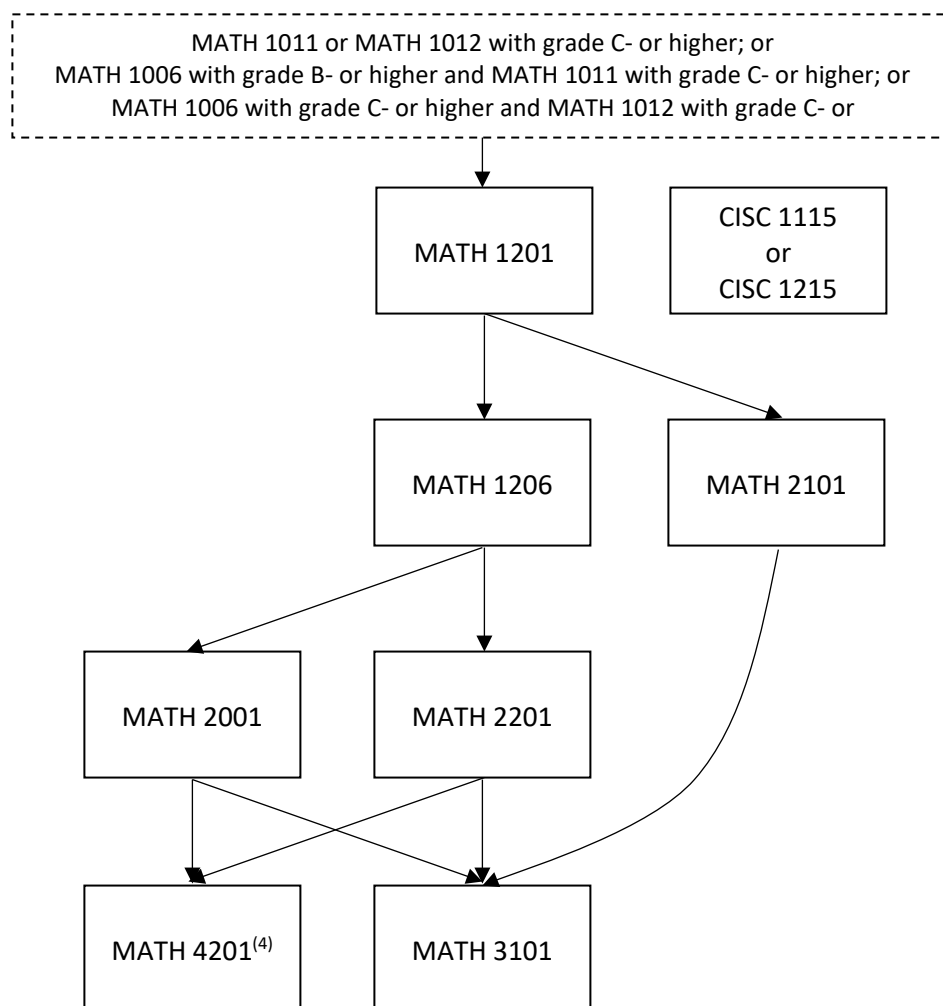 MATH 1011 or MATH 1012 with grade C- or higher; or
MATH 1006 with grade B- or higher and MATH 1011 with grade C- or higher; or
MATH 1006 with grade C- or higher and MATH 1012 with grade C- or
MATH 1201
CISC 1115
or
CISC 1215
MATH 1206
MATH 2101
MATH 2001
MATH 2201
MATH 4201⁽⁴⁾
MATH 3101